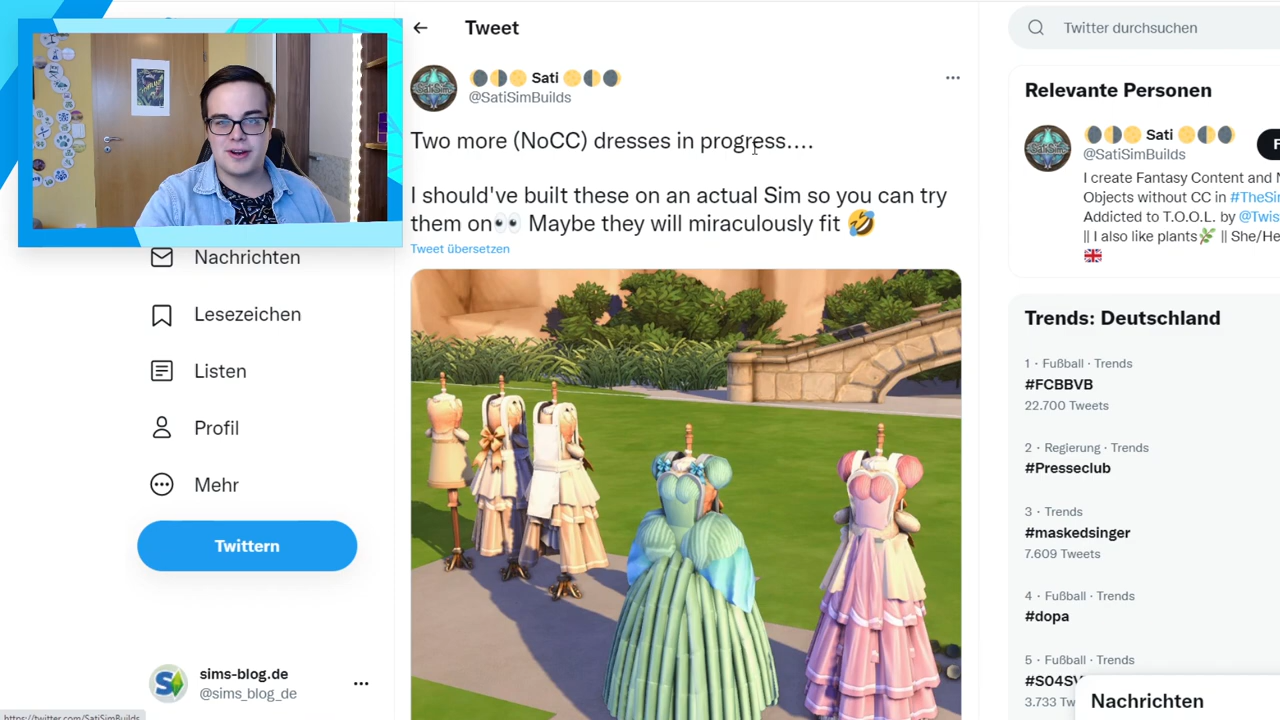 Tweet
Sati
@SatiSimBuilds
Two more (NoCC) dresses in progress....
I should've built these on an actual Sim so you can try
them on👀 Maybe they will miraculously fit 🤣
Tweet übersetzen
Nachrichten
Lesezeichen
Listen
Profil
Mehr
Twittern
sims-blog.de
@sims_blog_de
https://twitter.com/SatiSimBuilds
Twitter durchsuchen
Relevante Personen
Sati
@SatiSimBuilds
I create Fantasy Content and
Objects without CC in
Addicted to T.O.O.L. by
|| I also like plants🌿 ||
🇬🇧
Trends: Deutschland
1 · Fußball · Trends
#FCBBVB
22.700 Tweets
2 · Regierung · Trends
#Presseclub
3 · Trends
#maskedsinger
7.609 Tweets
4 · Fußball · Trends
#dopa
5 · Fußball · Trends
3.733
Nachrichten